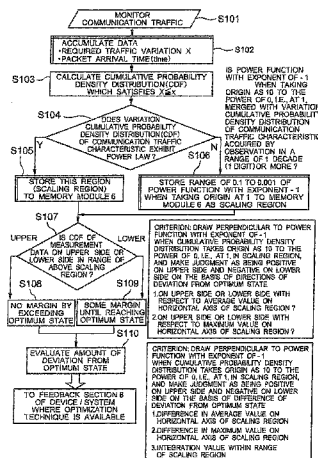 MONITOR
COMMUNICATION TRAFFIC
S101
ACCUMULATE DATA
•REQUIRED TRAFFIC VARIATION X
•PACKET ARRIVAL TIME(time)
S102
S103
CALCULATE CUMULATIVE PROBABILITY
DENSITY DISTRIBUTION(CDF)
WHICH SATISFIES X≧x
IS POWER FUNCTION
WITH EXPONENT OF -1
WHEN TAKING
ORIGIN AS 10 TO THE
POWER OF 0, I.E., AT 1,
MERGED WITH VARIATION
CUMULATIVE PROBABILITY
DENSITY DISTRIBUTION
OF COMMUNICATION
TRAFFIC CHARACTERISTIC
ACQUIRED BY
OBSERVATION IN A
RANGE OF 1 DECADE
(1 DIGIT) OR MORE ?
S104
DOES VARIATION
CUMULATIVE PROBABILITY
DENSITY DISTRIBUTION(CDF)
OF COMMUNICATION TRAFFIC
CHARACTERISTIC EXHIBIT
POWER LAW ?
Y
N
S105
S106
STORE THIS REGION
(SCALING REGION)
TO MEMORY MODULE 6
STORE RANGE OF 0.1 TO 0.001 OF
POWER FUNCTION WITH EXPONENT -1
WHEN TAKING ORIGIN AT 1 TO MEMORY
MODULE 6 AS SCALING REGION
S107
UPPER
LOWER
IS CDF OF
MEASUREMENT
DATA ON UPPER SIDE OR
LOWER SIDE IN RANGE OF
ABOVE SCALING
REGION ?
CRITERION: DRAW PERPENDICULAR TO POWER
FUNCTION WITH EXPONENT OF -1
WHEN CUMULATIVE PROBABILITY DENSITY
DISTRIBUTION TAKES ORIGIN AS 10 TO THE
POWER OF 0, I.E., AT 1, IN SCALING REGION,
AND MAKE JUDGMENT AS BEING POSITIVE
ON UPPER SIDE AND NEGATIVE ON LOWER
SIDE ON THE BASIS OF DIRECTIONS OF
DEVIATIONS FROM OPTIMUM STATE
1.ON UPPER SIDE OR LOWER SIDE WITH
RESPECT TO AVERAGE VALUE ON
HORIZONTAL AXIS OF SCALING REGION ?
2.ON UPPER SIDE OR LOWER SIDE WITH
RESPECT TO MAXIMUM VALUE ON
HORIZONTAL AXIS OF SCALING REGION ?
S108
S109
NO MARGIN BY
EXCEEDING
OPTIMUM STATE
SOME MARGIN
UNTIL REACHING
OPTIMUM STATE
S110
EVALUATE AMOUNT OF
DEVIATION FROM
OPTIMUM STATE
TO FEEDBACK SECTION 8
OF DEVICE / SYSTEM
WHERE OPTIMIZATION
TECHNIQUE IS AVAILABLE
CRITERION: DRAW PERPENDICULAR TO POWER
FUNCTION WITH EXPONENT OF -1
WHEN CUMULATIVE PROBABILITY DENSITY
DISTRIBUTION TAKES ORIGIN AS 10 TO THE
POWER OF 0, I.E., AT 1, IN SCALING REGION,
AND MAKE JUDGMENT AS BEING POSITIVE
ON UPPER SIDE AND NEGATIVE ON LOWER
SIDE ON THE BASIS OF DIFFERENCE OF
DEVIATION FROM OPTIMUM STATE
1.DIFFERENCE IN AVERAGE VALUE ON
HORIZONTAL AXIS OF SCALING REGION
2.DIFFERENCE IN MAXIMUM VALUE ON
HORIZONTAL AXIS OF SCALING REGION
3.INTEGRATION VALUE WITHIN RANGE
OF SCALING REGION